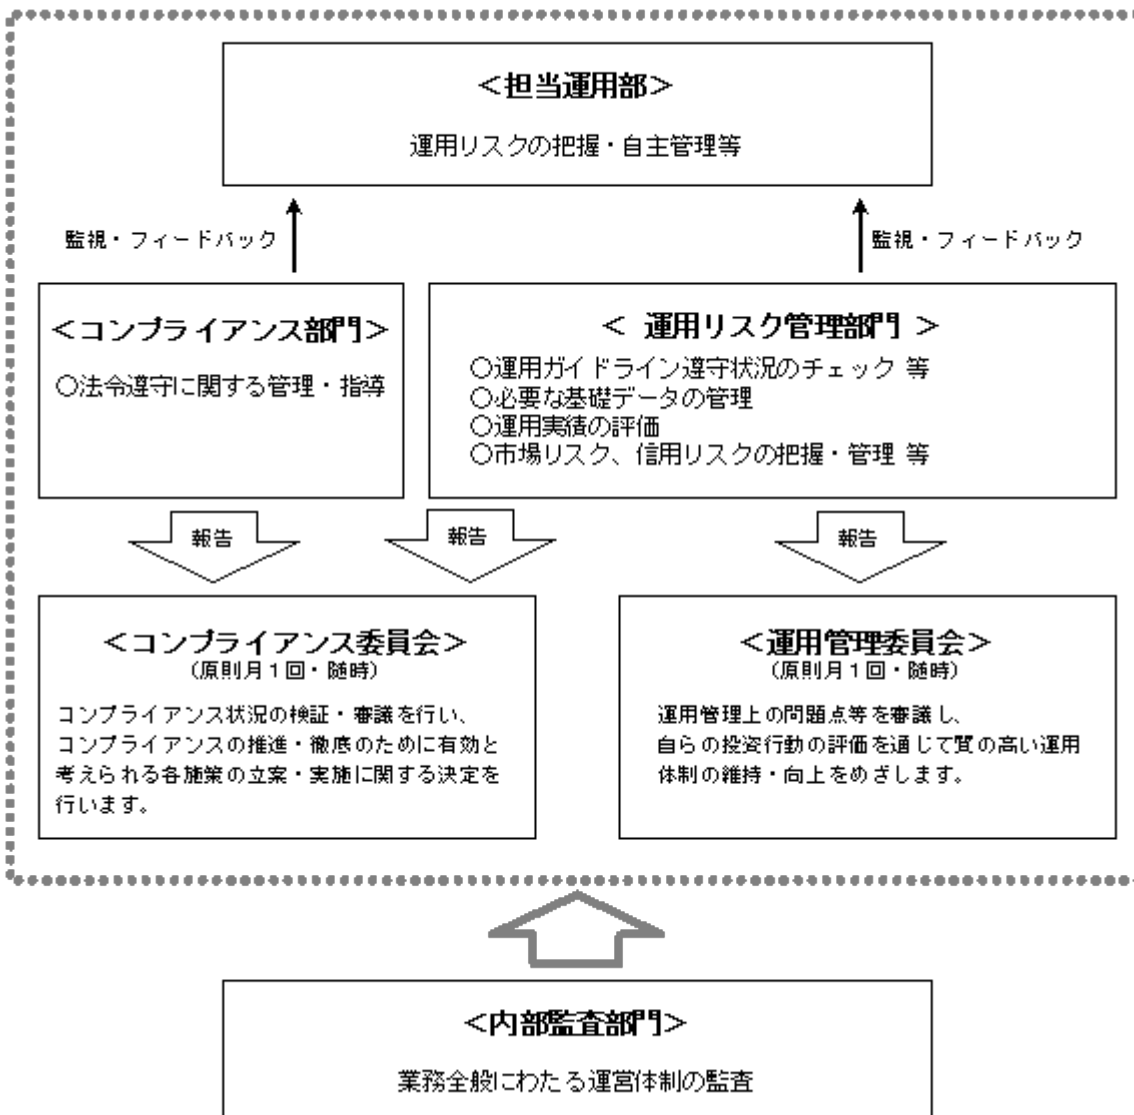 ＜担当運用部＞
運用リスクの把握・自主管理等
監視・フィードバック
監視・フィードバック
＜コンプライアンス部門＞
○法令遵守に関する管理・指導
＜ 運用リスク管理部門 ＞
○運用ガイドライン遵守状況のチェック 等
○必要な基礎データの管理
○運用実績の評価
○市場リスク、信用リスクの把握・管理 等
報告
報告
報告
＜コンプライアンス委員会＞
（原則月１回・随時）
コンプライアンス状況の検証・審議を行い、
コンプライアンスの推進・徹底のために有効と
考えられる各施策の立案・実施に関する決定を
行います。
＜運用管理委員会＞
（原則月１回・随時）
運用管理上の問題点等を審議し、
自らの投資行動の評価を通じて質の高い運用
体制の維持・向上をめざします。
＜内部監査部門＞
業務全般にわたる運営体制の監査